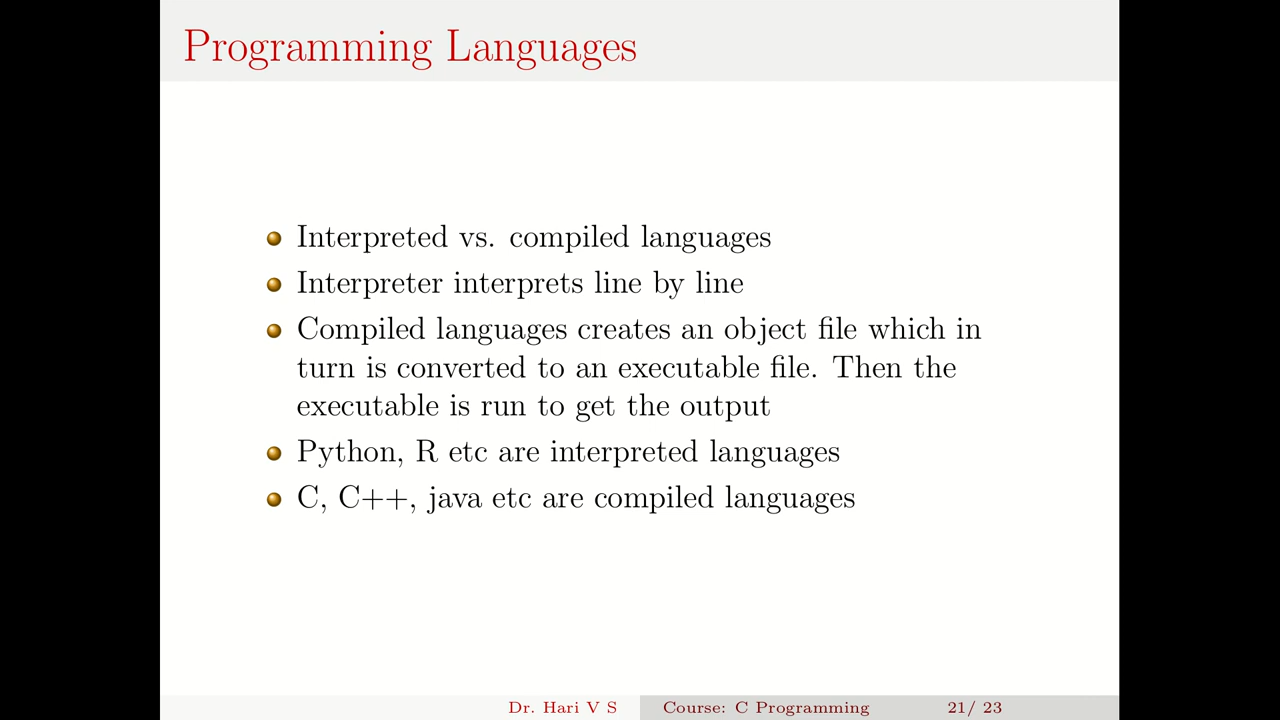 Programming Languages
Interpreted vs. compiled languages
Interpreter interprets line by line
Compiled languages creates an object file which in
turn is converted to an executable file. Then the
executable is run to get the output
Python, R etc are interpreted languages
C, C++, java etc are compiled languages
Dr. Hari V S
Course: C Programming
21/ 23